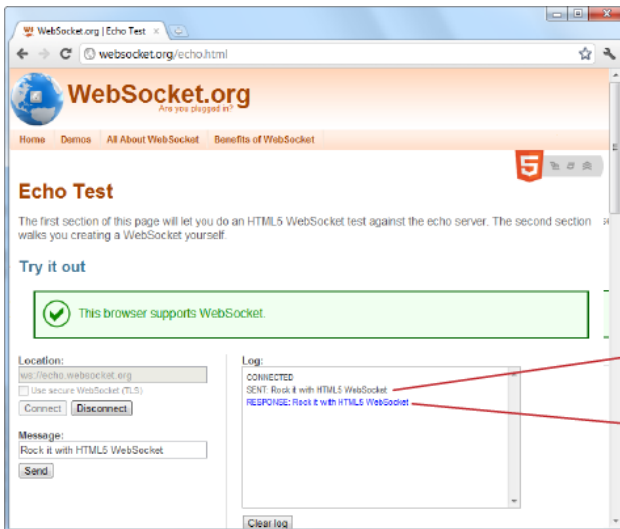 WebSocket.org | Echo Test
websocket.org/echo.html
WebSocket.org
Are you plugged in?
Home Demos All About WebSocket Benefits of WebSocket
5
Echo Test
The first section of this page will let you do an HTML5 WebSocket test against the echo server. The second section
walks you creating a WebSocket yourself.
Try it out
This browser supports WebSocket.
Location:
ws://echo.websocket.org
Use secure WebSocket (TLS)
Connect Disconnect
Message:
Rock it with HTML5 WebSocket
Send
Log:
CONNECTED
SENT: Rock it with HTML5 WebSocket
RESPONSE: Rock it with HTML5 WebSocket
Clear log